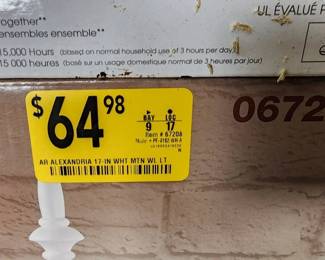 ogether**
ensembles ensemble**
UL ÉVALUÉ P
15,000 Hours (based on normal household use of 3 hours per day)
15 000 heures (basé sur un usage domestique normal de 3 heures par jour)
$64.98
BAY LOC
9 17
Item # 67208
0672
AR ALEXANDRIA 17-IN WHT MTN WL LT